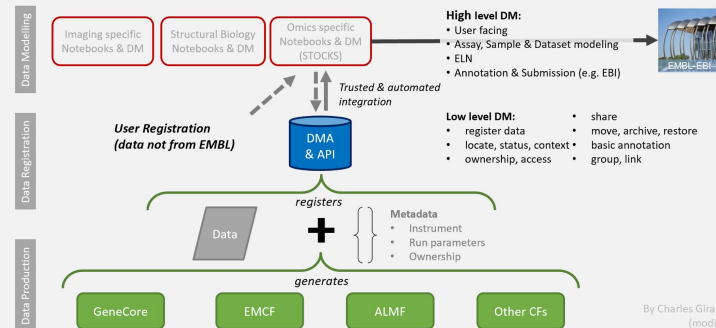 Data Modelling
Imaging specific
Notebooks & DM
Structural Biology
Notebooks & DM
Omics specific
Notebooks & DM
(STOCKS)
High level DM:
• User facing
• Assay, Sample & Dataset modeling
• ELN
• Annotation & Submission (e.g. EBI)
EMBL-EBI
Trusted & automated
integration
Data Registration
User Registration
(data not from EMBL)
DMA
& API
Low level DM:
• register data
• locate, status, context
• ownership, access
• share
• move, archive, restore
• basic annotation
• group, link
registers
Data
+
Metadata
• Instrument
• Run parameters
• Ownership
Data Production
generates
GeneCore
EMCF
ALMF
Other CFs
By Charles